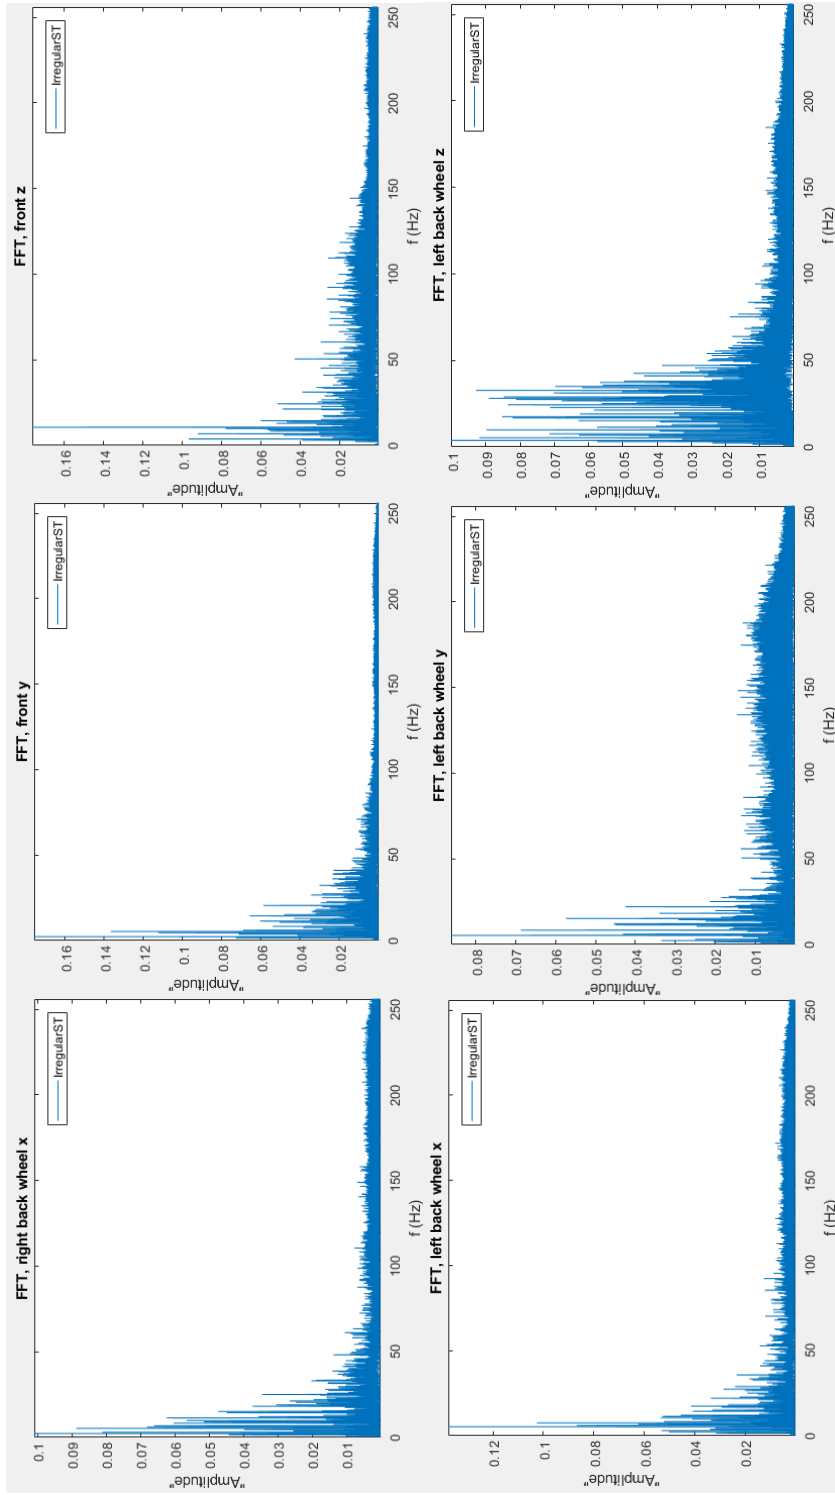 FFT, right back wheel x
IrregularST
"Amplitude"
0.1
0.09
0.08
0.07
0.06
0.05
0.04
0.03
0.02
0.01
0 50 100 150 200 250
f (Hz)
FFT, front y
IrregularST
"Amplitude"
0.16
0.14
0.12
0.1
0.08
0.06
0.04
0.02
0 50 100 150 200 250
f (Hz)
FFT, front z
IrregularST
"Amplitude"
0.16
0.14
0.12
0.1
0.08
0.06
0.04
0.02
0 50 100 150 200 250
f (Hz)
FFT, left back wheel x
IrregularST
"Amplitude"
0.12
0.1
0.08
0.06
0.04
0.02
0 50 100 150 200 250
f (Hz)
FFT, left back wheel y
IrregularST
"Amplitude"
0.08
0.07
0.06
0.05
0.04
0.03
0.02
0.01
0 50 100 150 200 250
f (Hz)
FFT, left back wheel z
IrregularST
"Amplitude"
0.1
0.09
0.08
0.07
0.06
0.05
0.04
0.03
0.02
0.01
0 50 100 150 200 250
f (Hz)